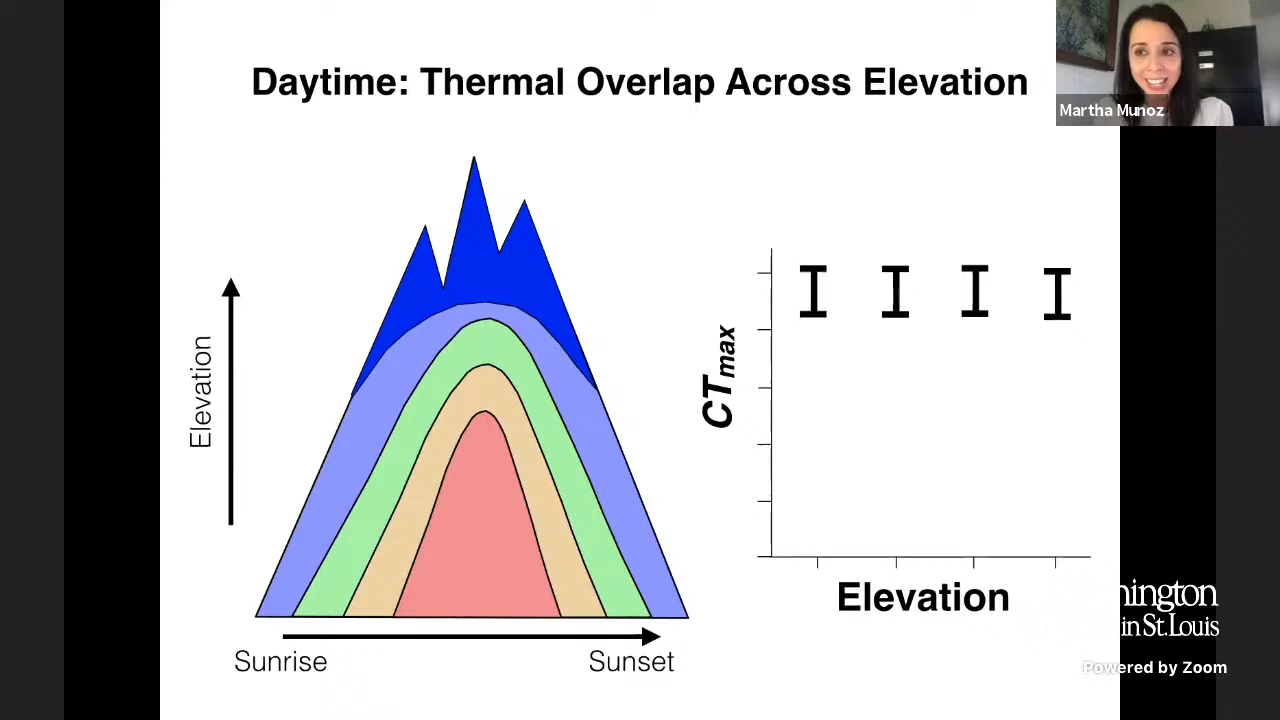 Daytime: Thermal Overlap Across Elevation
Martha Munoz
Elevation
CTmax
Elevation
Sunrise
Sunset
in St. Louis
Powered by Zoom